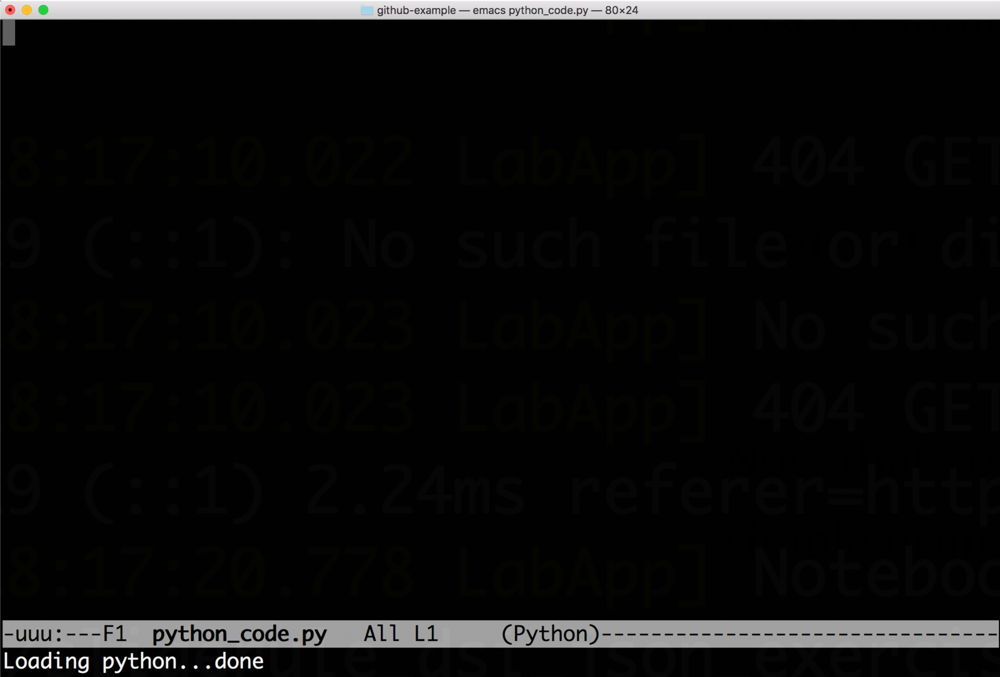 github-example — emacs python_code.py — 80×24
8:17:10.022 LabApp] 404 GET
9 (::1): No such file or di
8:17:10.023 LabApp] No such
8:17:10.023 LabApp] 404 GET
9 (::1) 2.24ms referer=http
8:17:20.778 LabApp] Noteboo
-uuu:---F1  python_code.py   All L1     (Python)--------------------------------
Loading python...done